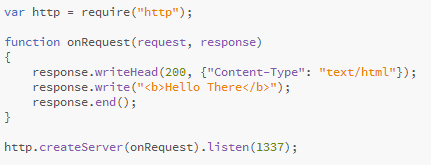 var http = require("http");
function onRequest(request, response)
{
    response.writeHead(200, {"Content-Type": "text/html"});
    response.write("<b>Hello There</b>");
    response.end();
}
http.createServer(onRequest).listen(1337);